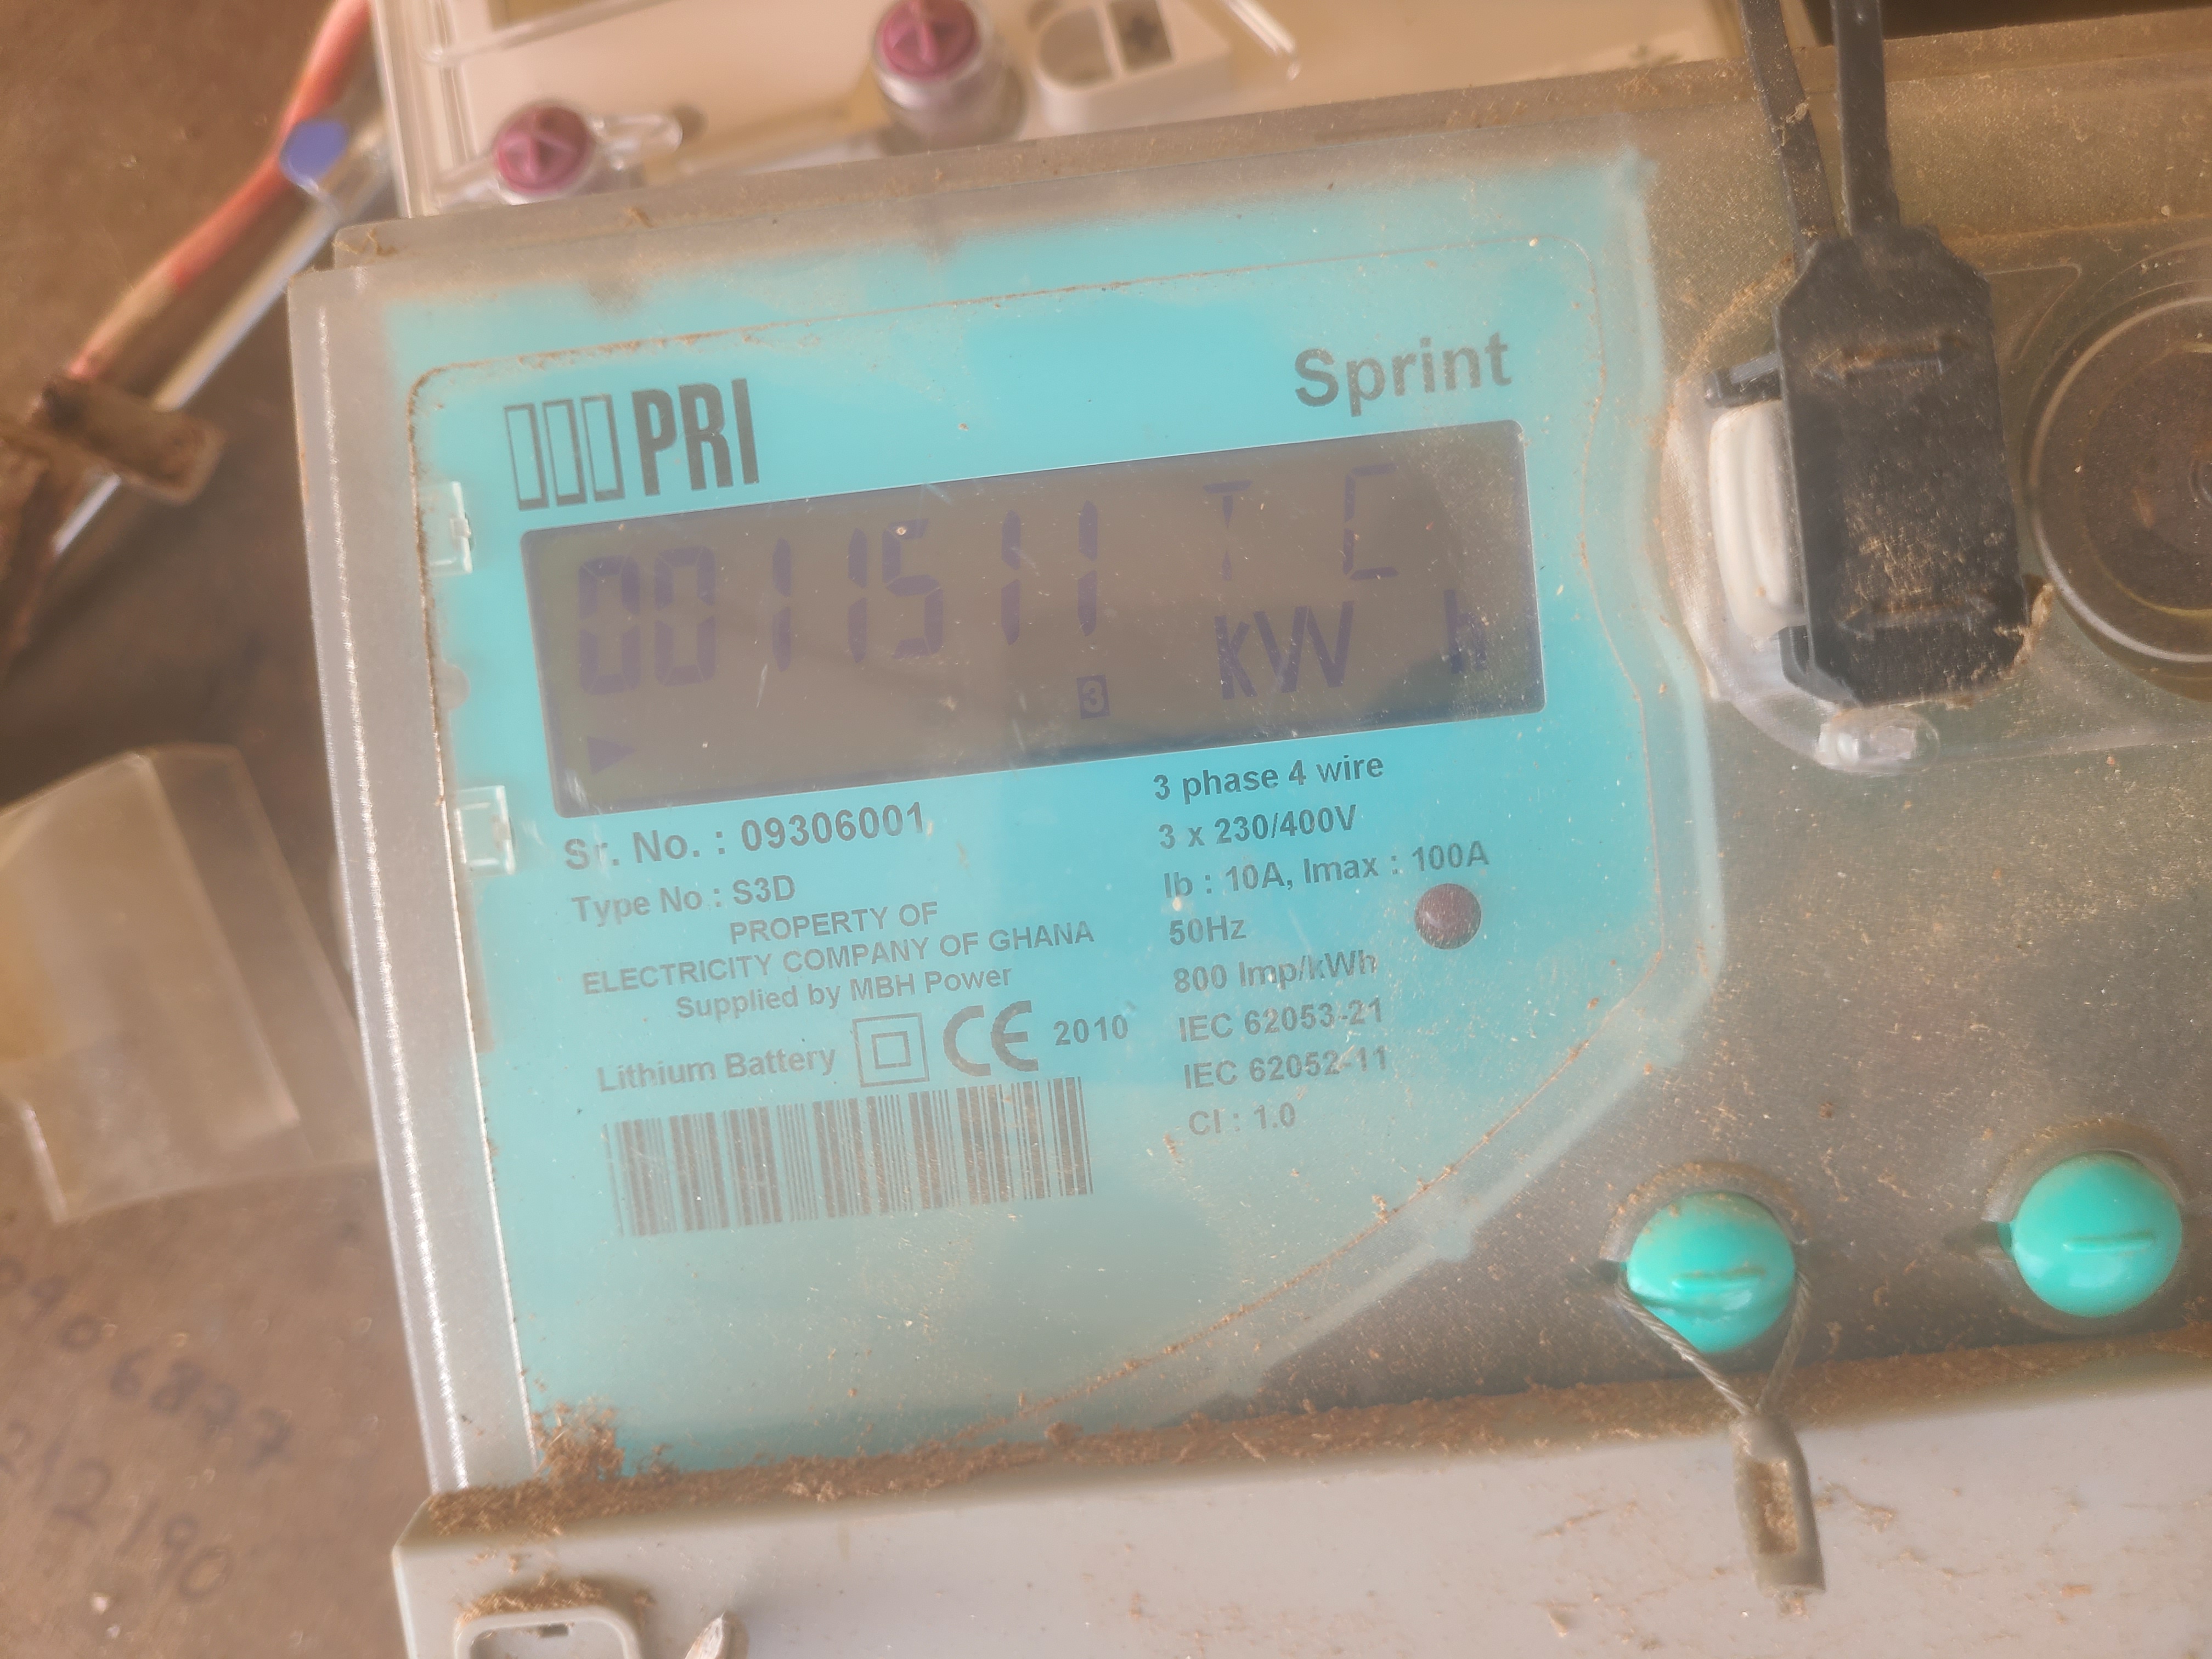 PRI
Sprint
0011511
kWh
3
Sr. No. : 09306001
Type No : S3D
PROPERTY OF
ELECTRICITY COMPANY OF GHANA
Supplied by MBH Power
Lithium Battery
CE 2010
3 phase 4 wire
3 x 230/400V
Ib : 10A, Imax : 100A
50Hz
800 Imp/kWh
IEC 62053-21
IEC 62052-11
Cl : 1.0